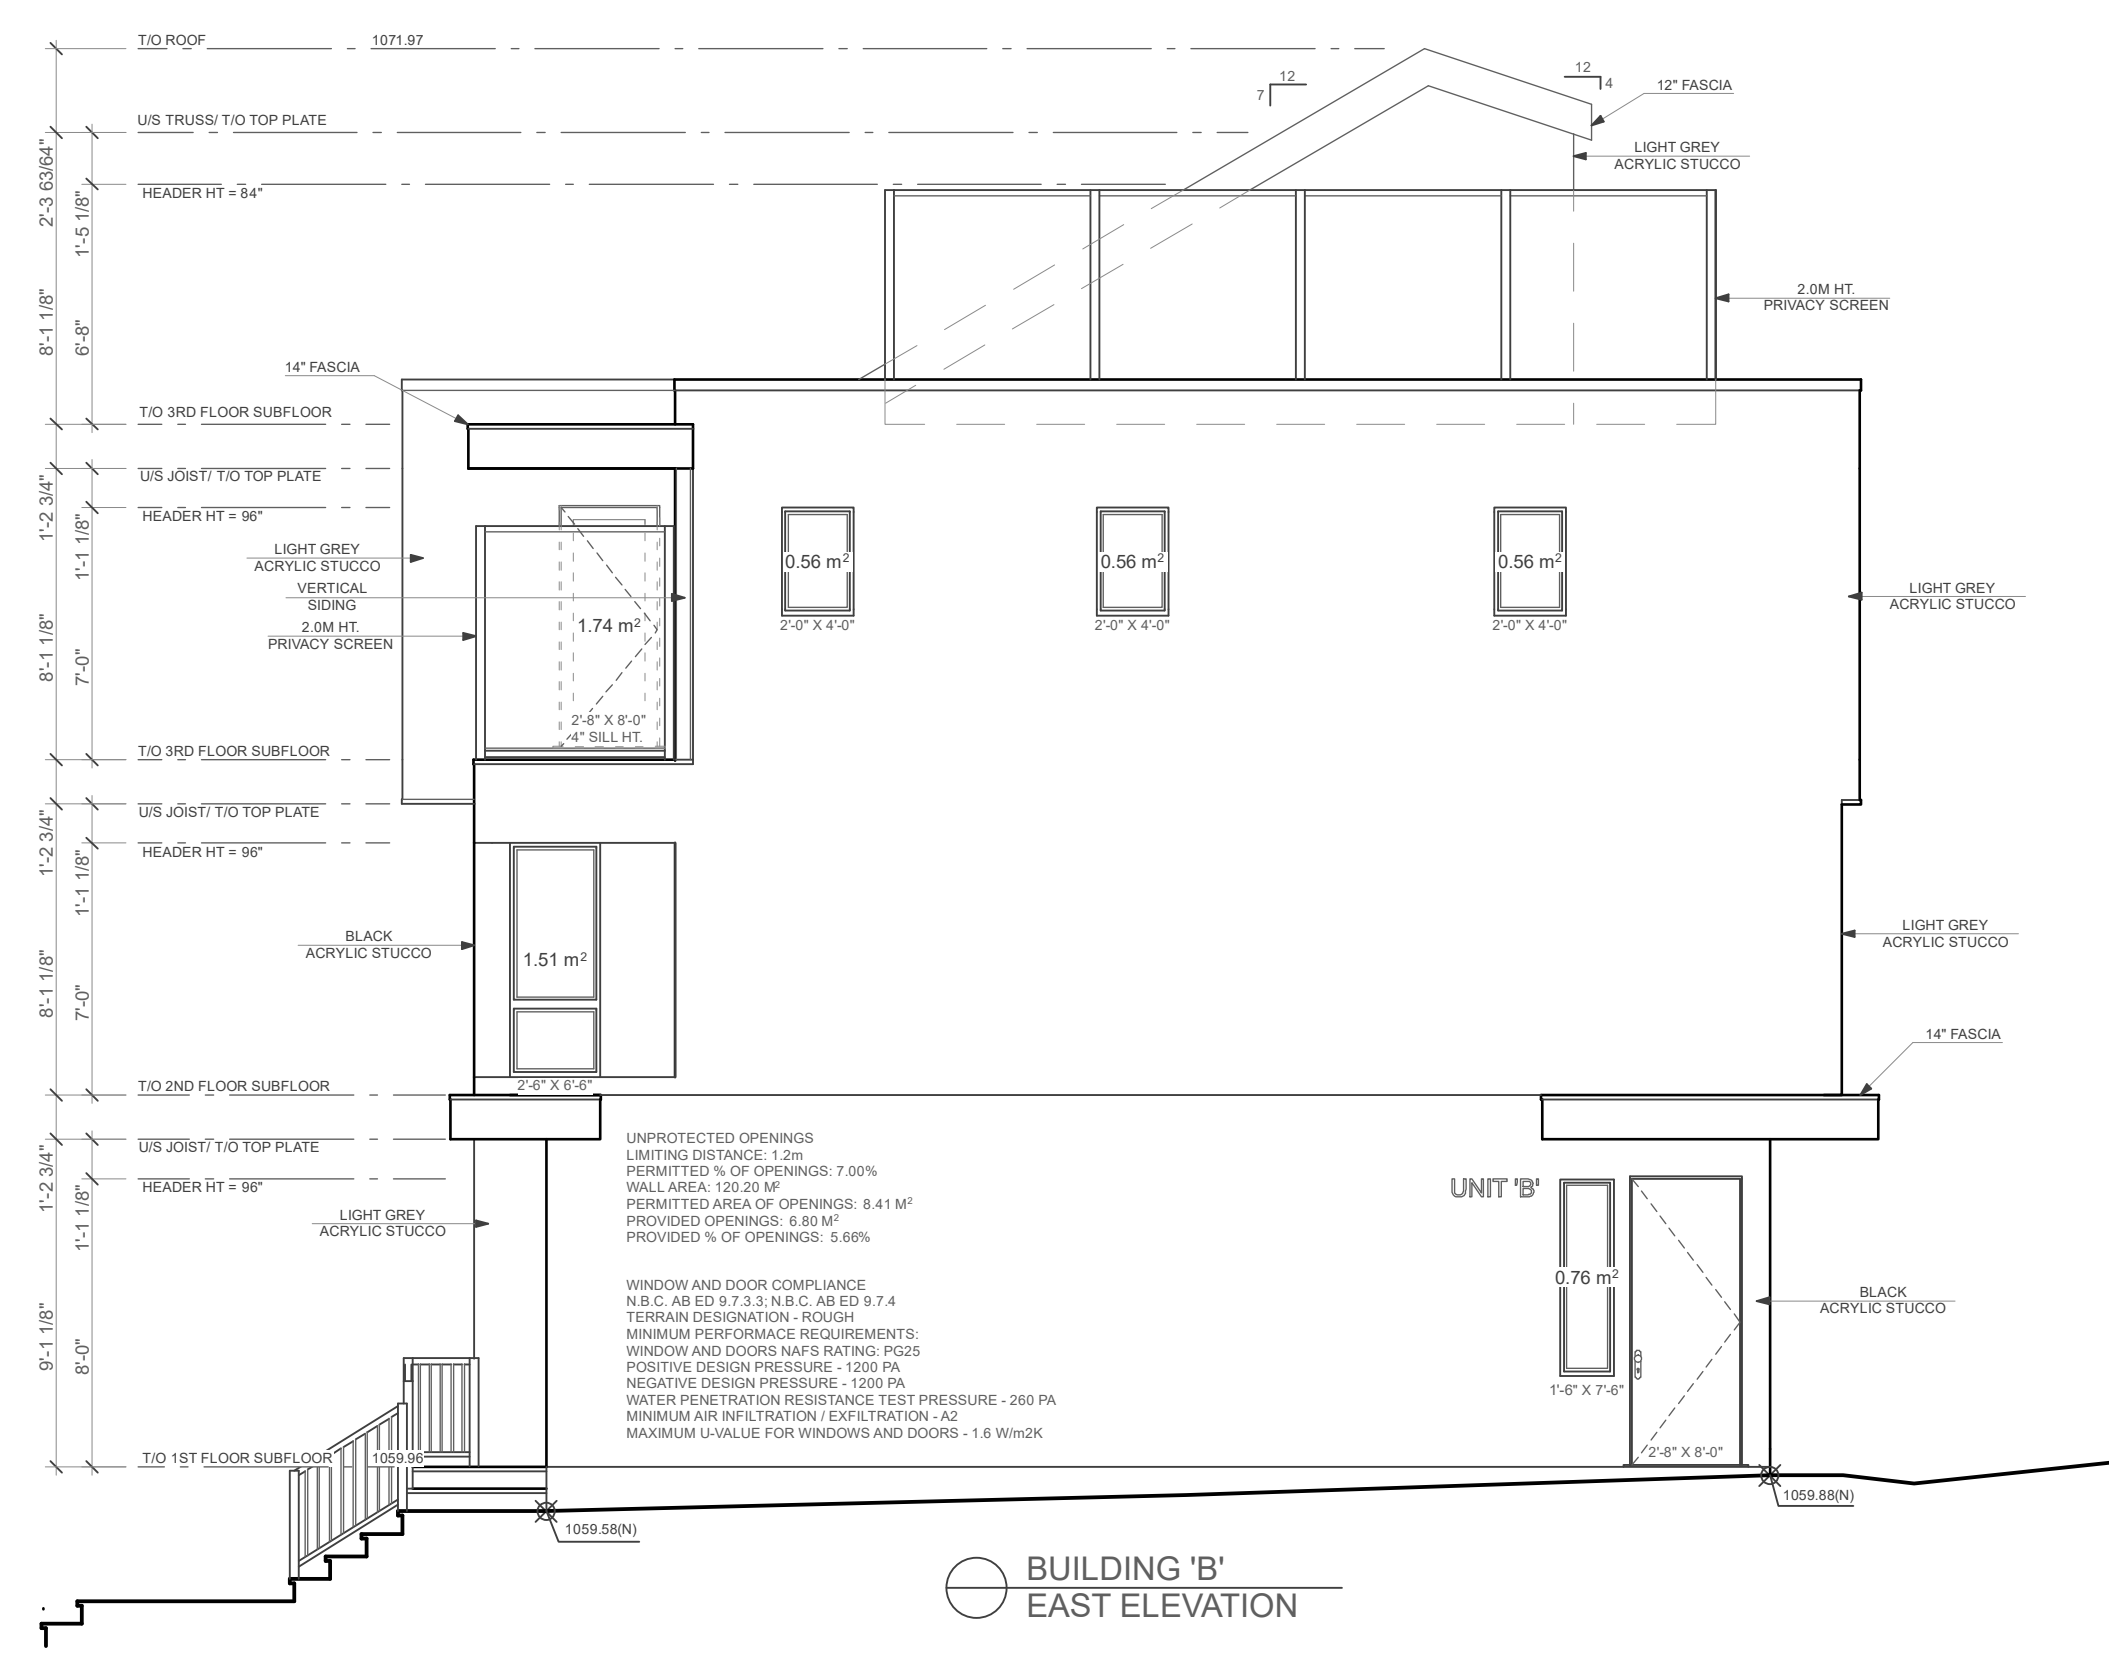 T/O ROOF 1071.97
U/S TRUSS/ T/O TOP PLATE
HEADER HT = 84"
12
7
12
4
12" FASCIA
LIGHT GREY
ACRYLIC STUCCO
2.0M HT.
PRIVACY SCREEN
2'-3 63/64"
1'-5 1/8"
8'-1 1/8"
6'-8"
14" FASCIA
T/O 3RD FLOOR SUBFLOOR
U/S JOIST/ T/O TOP PLATE
HEADER HT = 96"
1'-2 3/4"
1'-1 1/8"
8'-1 1/8"
7'-0"
LIGHT GREY
ACRYLIC STUCCO
VERTICAL
SIDING
2.0M HT.
PRIVACY SCREEN
1.74 m²
2'-8" X 8'-0"
4" SILL HT.
0.56 m²
2'-0" X 4'-0"
0.56 m²
2'-0" X 4'-0"
0.56 m²
2'-0" X 4'-0"
LIGHT GREY
ACRYLIC STUCCO
T/O 3RD FLOOR SUBFLOOR
U/S JOIST/ T/O TOP PLATE
HEADER HT = 96"
1'-2 3/4"
1'-1 1/8"
8'-1 1/8"
7'-0"
BLACK
ACRYLIC STUCCO
1.51 m²
2'-6" X 6'-6"
LIGHT GREY
ACRYLIC STUCCO
14" FASCIA
T/O 2ND FLOOR SUBFLOOR
U/S JOIST/ T/O TOP PLATE
HEADER HT = 96"
1'-2 3/4"
1'-1 1/8"
9'-1 1/8"
8'-0"
LIGHT GREY
ACRYLIC STUCCO
UNPROTECTED OPENINGS
LIMITING DISTANCE: 1.2m
PERMITTED % OF OPENINGS: 7.00%
WALL AREA: 120.20 M²
PERMITTED AREA OF OPENINGS: 8.41 M²
PROVIDED OPENINGS: 6.80 M²
PROVIDED % OF OPENINGS: 5.66%
WINDOW AND DOOR COMPLIANCE
N.B.C. AB ED 9.7.3.3; N.B.C. AB ED 9.7.4
TERRAIN DESIGNATION - ROUGH
MINIMUM PERFORMACE REQUIREMENTS:
WINDOW AND DOORS NAFS RATING: PG25
POSITIVE DESIGN PRESSURE - 1200 PA
NEGATIVE DESIGN PRESSURE - 1200 PA
WATER PENETRATION RESISTANCE TEST PRESSURE - 260 PA
MINIMUM AIR INFILTRATION / EXFILTRATION - A2
MAXIMUM U-VALUE FOR WINDOWS AND DOORS - 1.6 W/m2K
UNIT 'B'
0.76 m²
1'-6" X 7'-6"
2'-8" X 8'-0"
BLACK
ACRYLIC STUCCO
T/O 1ST FLOOR SUBFLOOR 1059.96
1059.58(N)
1059.88(N)
BUILDING 'B'
EAST ELEVATION